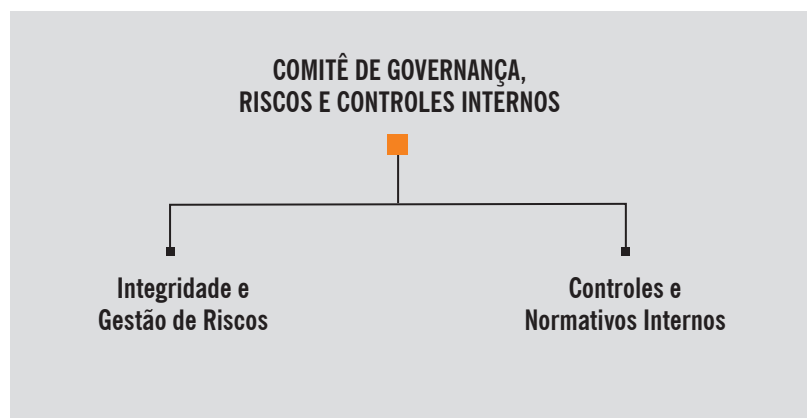 COMITÊ DE GOVERNANÇA,
RISCOS E CONTROLES INTERNOS
Integridade e
Gestão de Riscos
Controles e
Normativos Internos